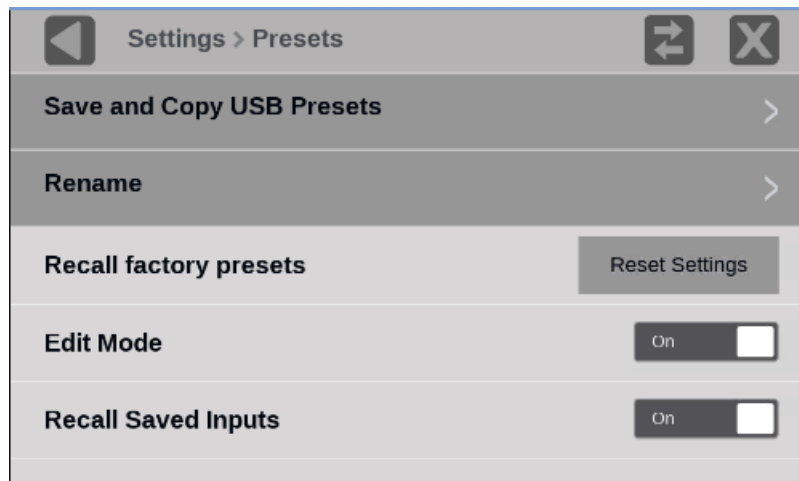 Settings > Presets
Save and Copy USB Presets
Rename
Recall factory presets
Reset Settings
Edit Mode
On
Recall Saved Inputs
On